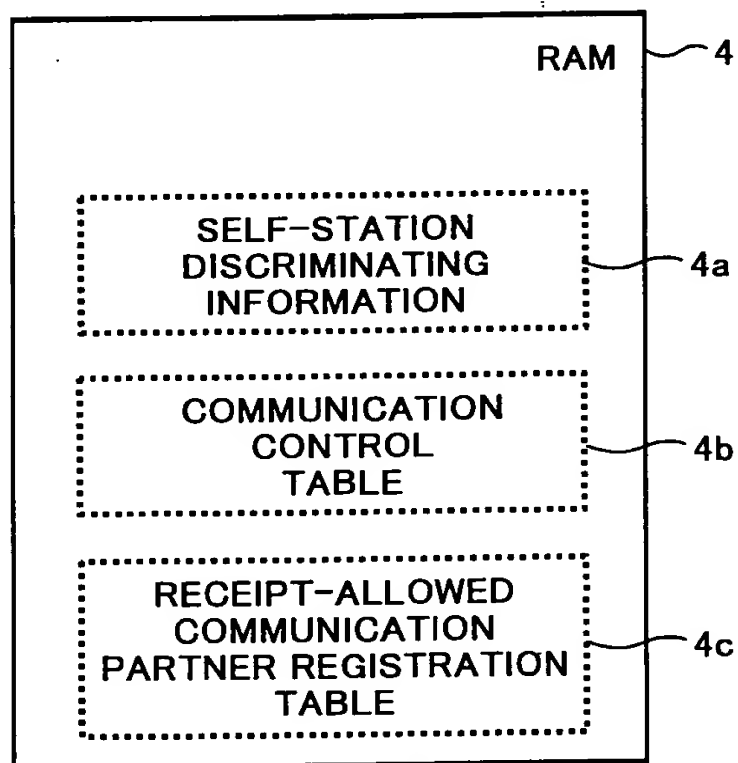 RAM 4
SELF-STATION
DISCRIMINATING
INFORMATION
4a
COMMUNICATION
CONTROL
TABLE
4b
RECEIPT-ALLOWED
COMMUNICATION
PARTNER REGISTRATION
TABLE
4c